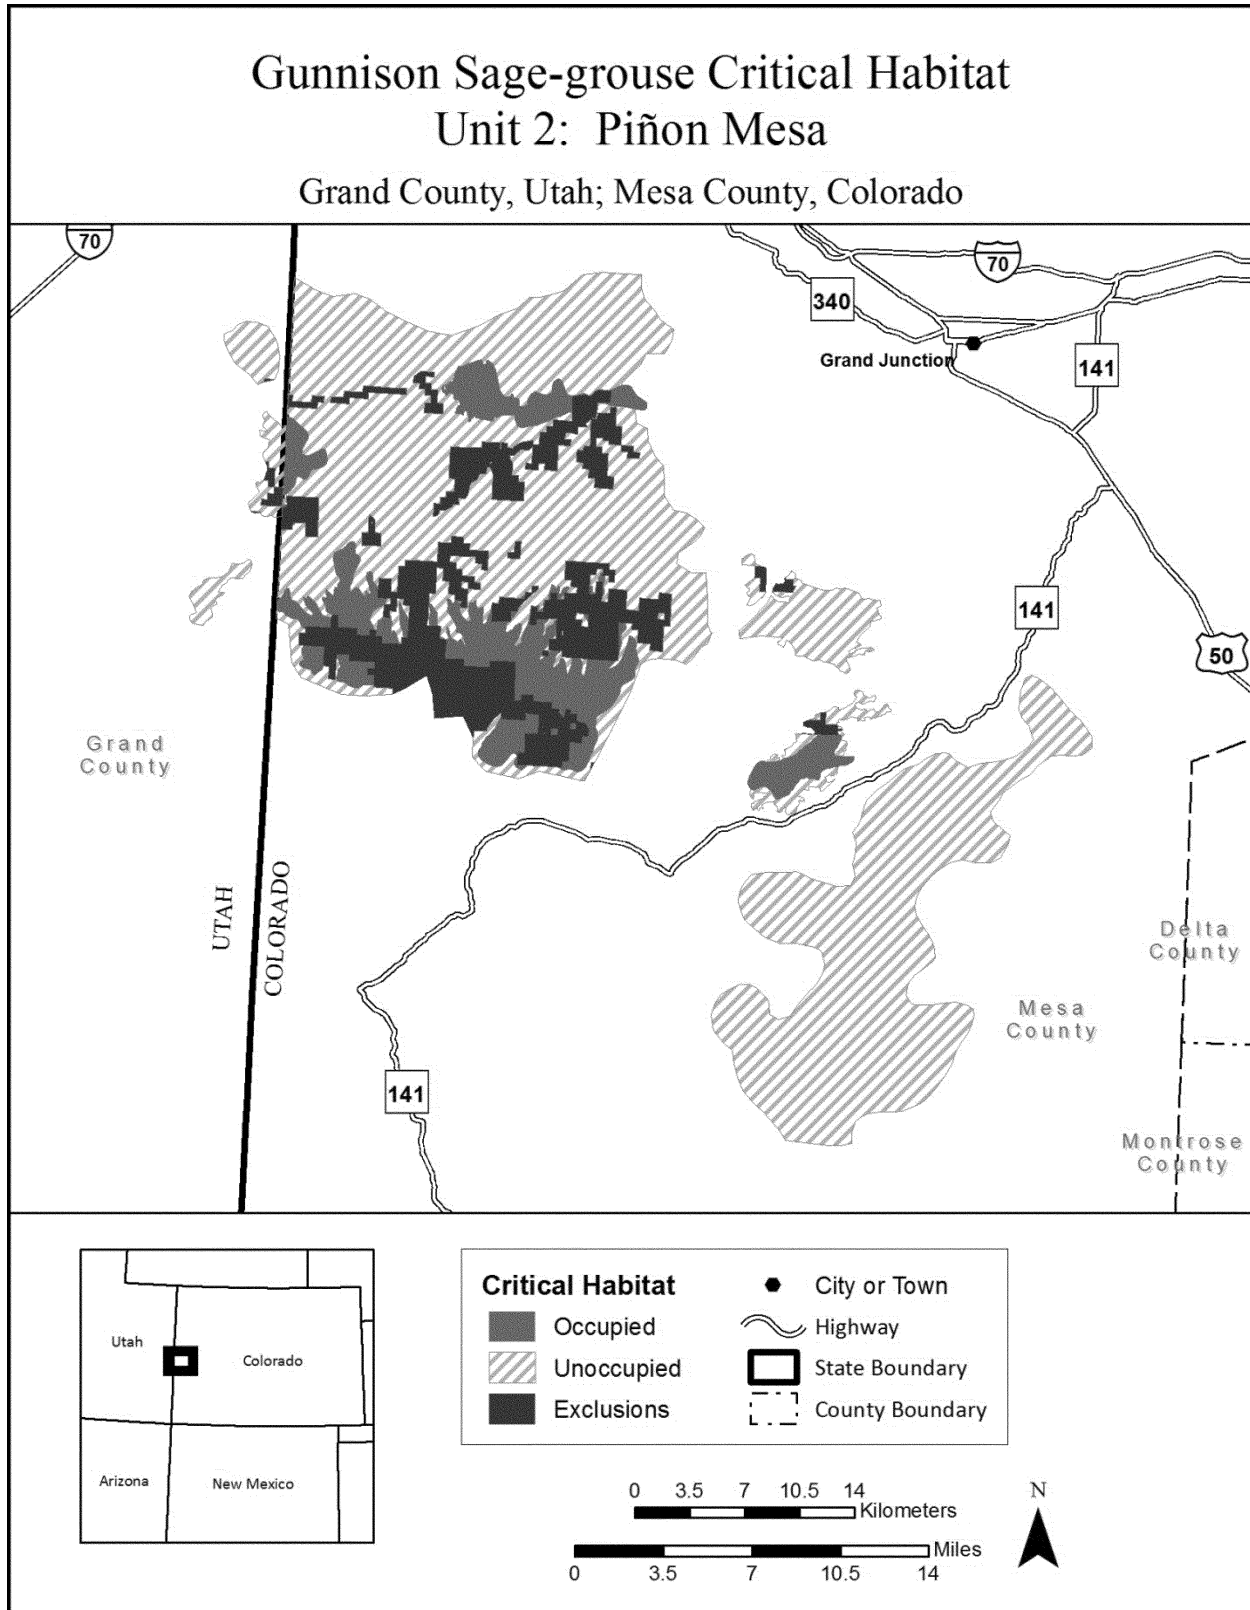 Gunnison Sage-grouse Critical Habitat
Unit 2: Piñon Mesa
Grand County, Utah; Mesa County, Colorado
70
70
340
Grand Junction
141
141
50
Grand
County
UTAH
COLORADO
Delta
County
Mesa
County
141
Montrose
County
Utah
Colorado
Arizona
New Mexico
Critical Habitat
Occupied
Unoccupied
Exclusions
City or Town
Highway
State Boundary
County Boundary
0 3.5 7 10.5 14
Kilometers
Miles
0 3.5 7 10.5 14
N